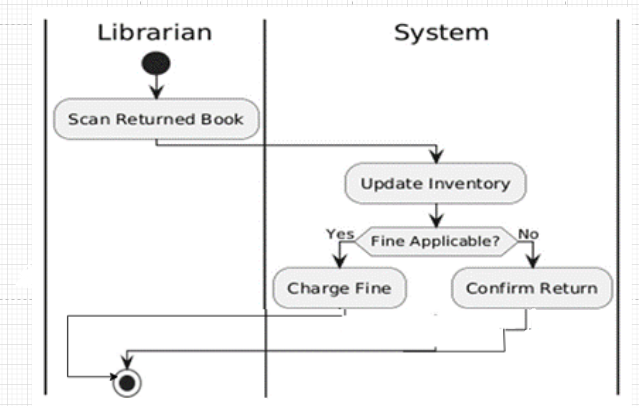 Librarian
System
Scan Returned Book
Update Inventory
Yes
Fine Applicable?
No
Charge Fine
Confirm Return